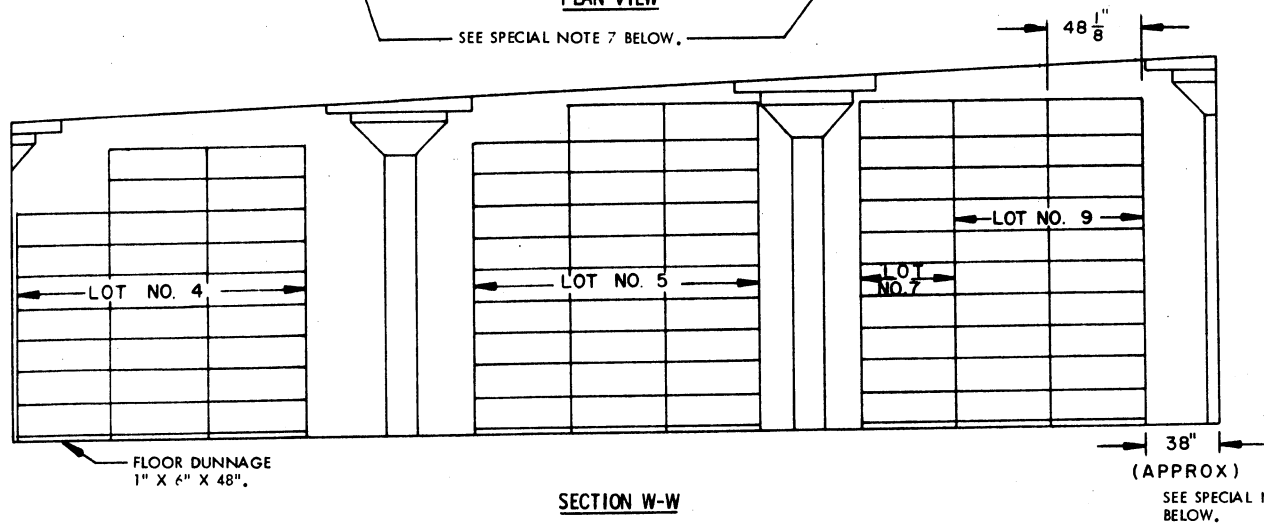 PLAN VIEW
SEE SPECIAL NOTE 7 BELOW.
48 1/8"
LOT NO. 9
LOT
NO.7
LOT NO. 4
LOT NO. 5
FLOOR DUNNAGE
1" X 6" X 48".
38"
(APPROX)
SEE SPECIAL
BELOW.
SECTION W-W